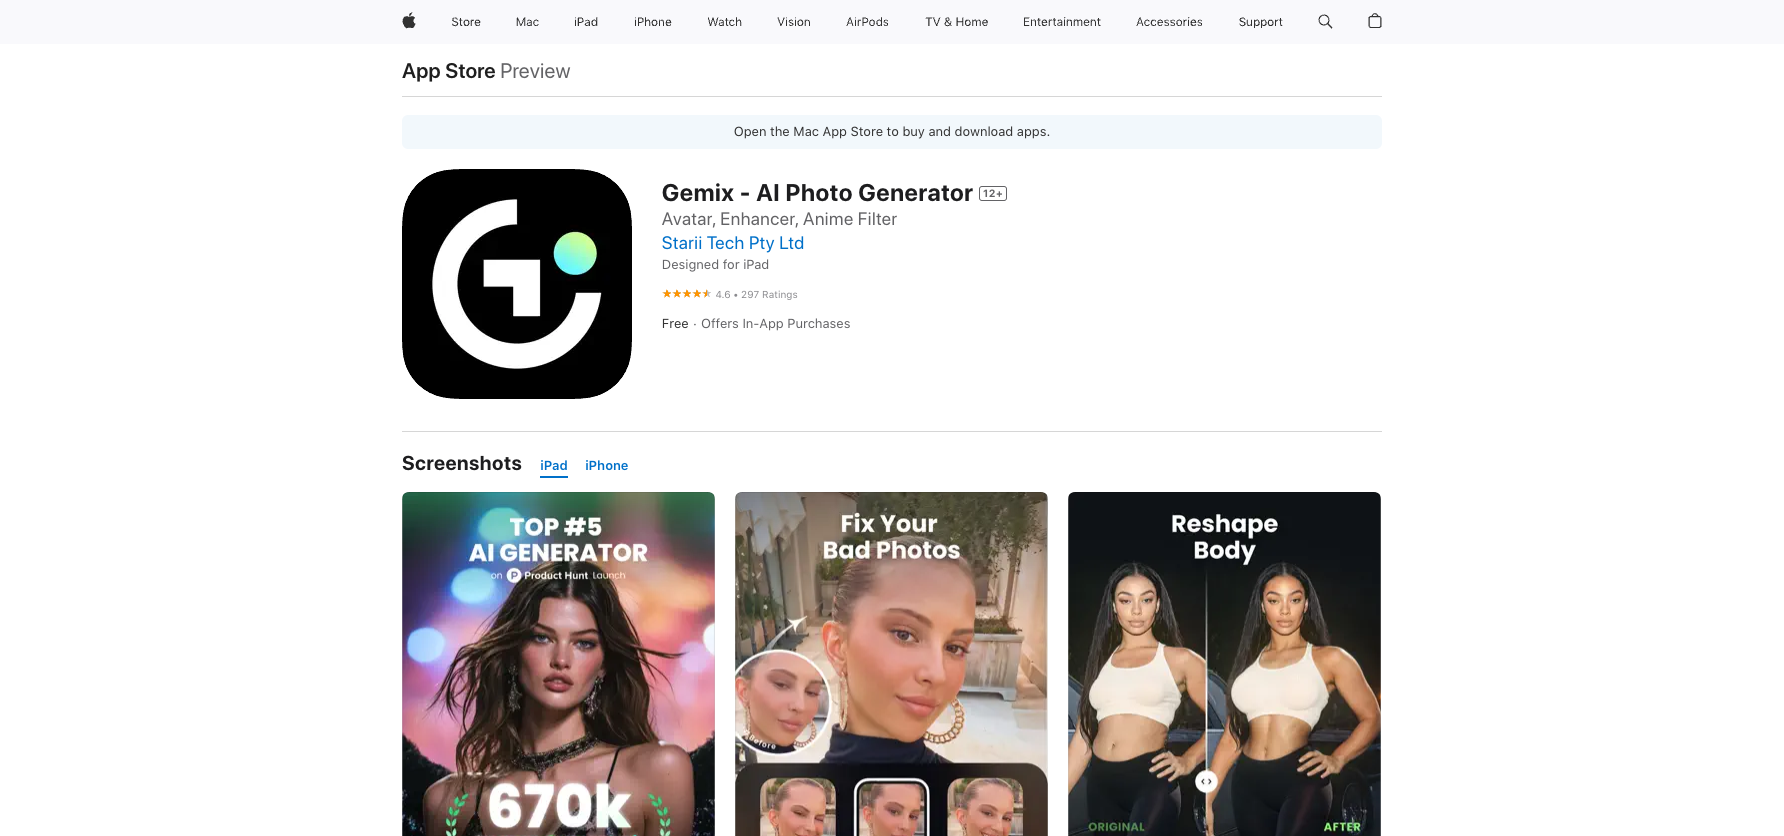 Store Mac iPad iPhone Watch Vision AirPods TV & Home Entertainment Accessories Support
App Store Preview
Open the Mac App Store to buy and download apps.
Gemix - AI Photo Generator 12+
Avatar, Enhancer, Anime Filter
Starii Tech Pty Ltd
Designed for iPad
4.6 • 297 Ratings
Free · Offers In-App Purchases
Screenshots iPad iPhone
TOP #5
AI GENERATOR
on P Product Hunt Launch
670k
Fix Your
Bad Photos
Before
Reshape
Body
ORIGINAL AFTER